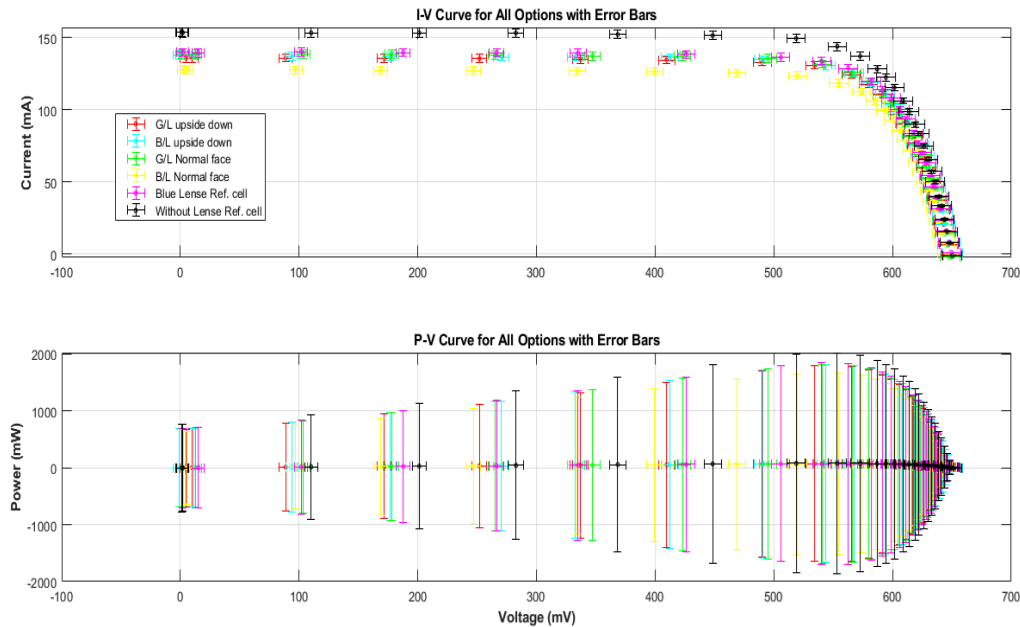 I-V Curve for All Options with Error Bars
150
100
50
0
Current (mA)
G/L upside down
B/L upside down
G/L Normal face
B/L Normal face
Blue Lense Ref. cell
Without Lense Ref. cell
-100 0 100 200 300 400 500 600 700
P-V Curve for All Options with Error Bars
2000
1000
0
-1000
-2000
Power (mW)
-100 0 100 200 300 400 500 600 700
Voltage (mV)